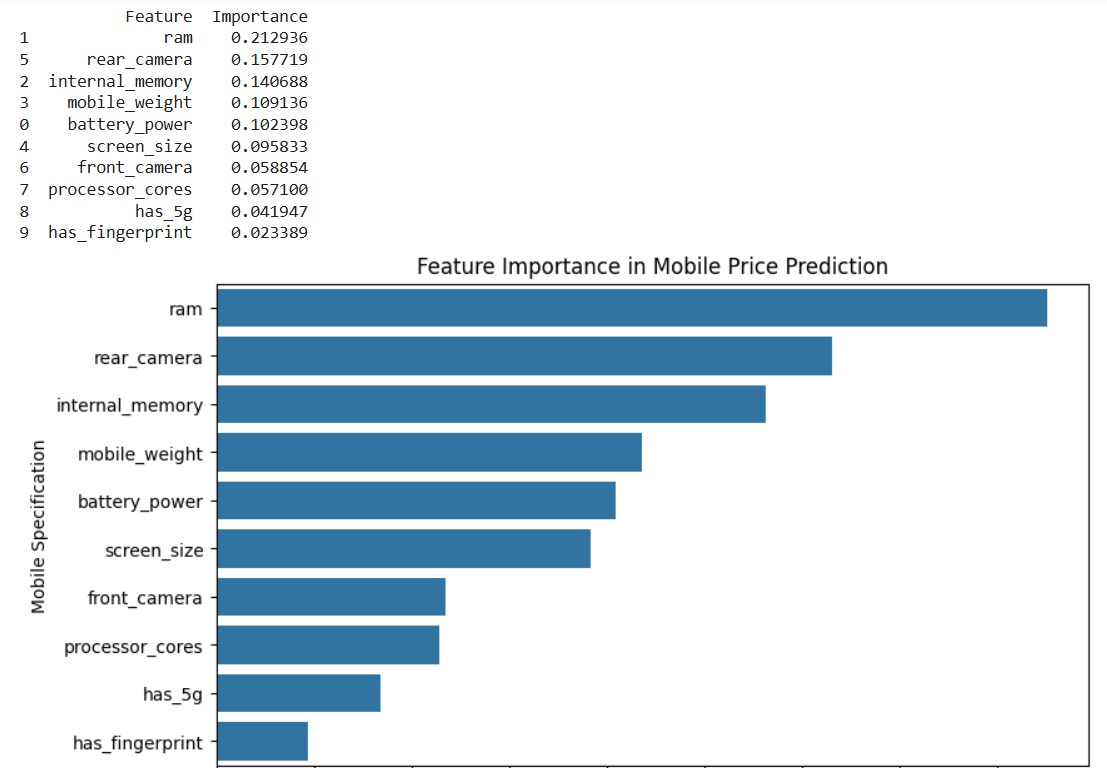 Feature Importance
1 ram 0.212936
5 rear_camera 0.157719
2 internal_memory 0.140688
3 mobile_weight 0.109136
0 battery_power 0.102398
4 screen_size 0.095833
6 front_camera 0.058854
7 processor_cores 0.057100
8 has_5g 0.041947
9 has_fingerprint 0.023389
Feature Importance in Mobile Price Prediction
Mobile Specification
ram
rear_camera
internal_memory
mobile_weight
battery_power
screen_size
front_camera
processor_cores
has_5g
has_fingerprint